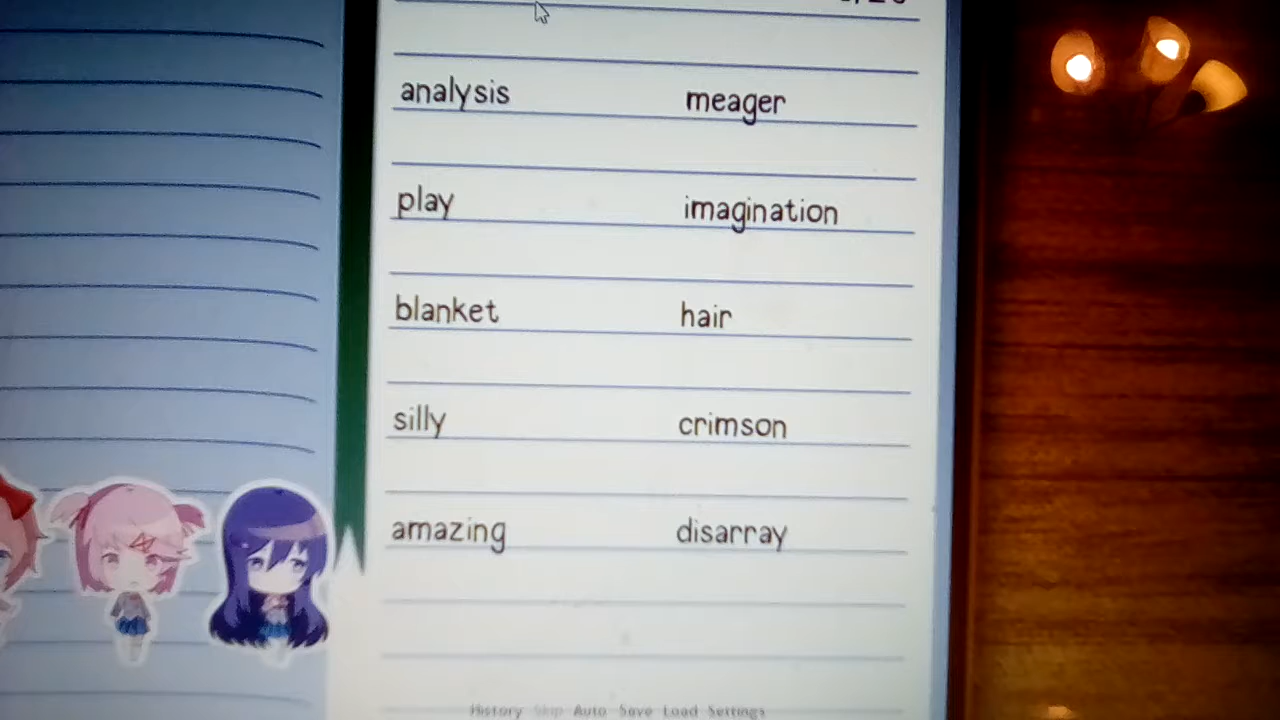 analysis meager
play imagination
blanket hair
silly crimson
amazing disarray
History Skip Auto Save Load Settings